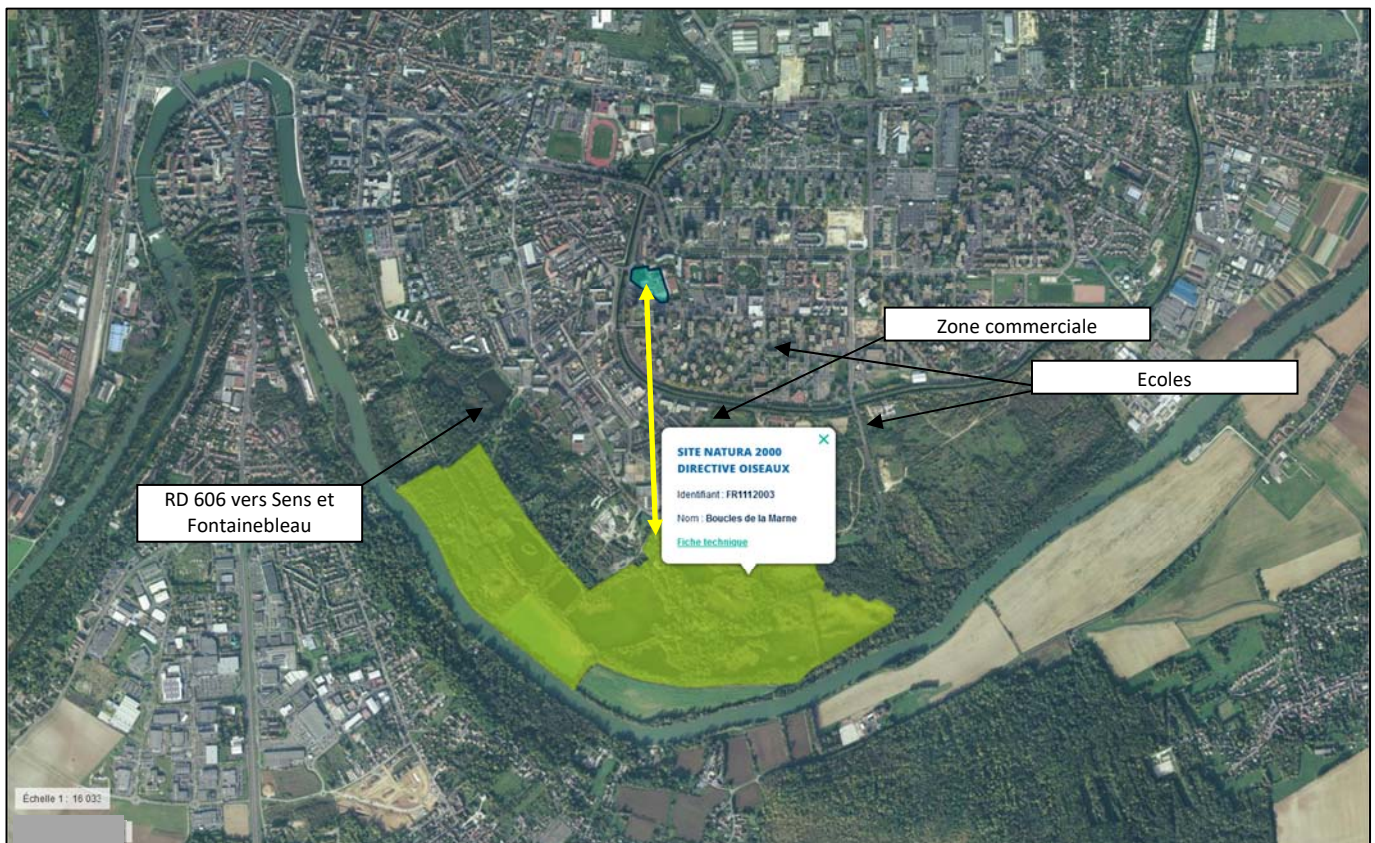 Zone commerciale
Ecoles
SITE NATURA 2000
DIRECTIVE OISEAUX
Identifiant : FR1112003
Nom : Boucles de la Marne
Fiche technique
RD 606 vers Sens et
Fontainebleau
Échelle 1 : 16 033